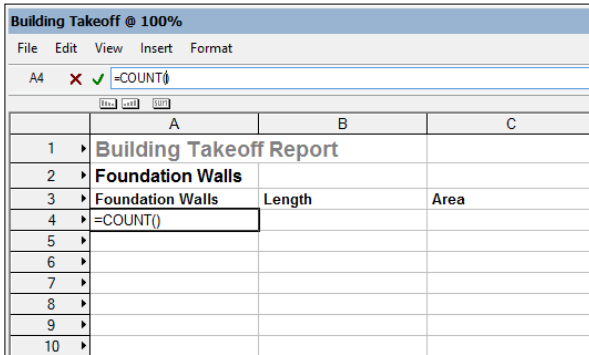 Building Takeoff @ 100%
File Edit View Insert Format
A4 =COUNT()
SUM
A B C
1 Building Takeoff Report
2 Foundation Walls
3 Foundation Walls Length Area
4 =COUNT()
5
6
7
8
9
10